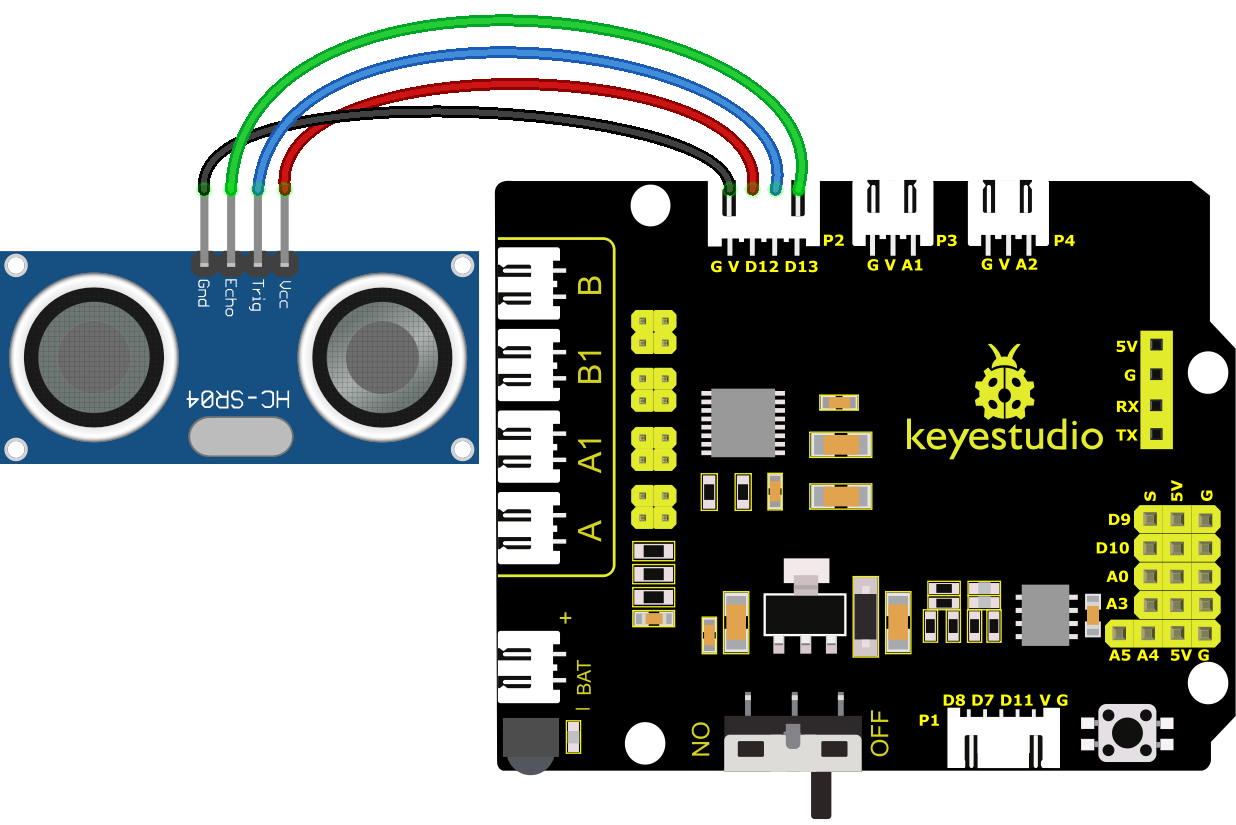 Gnd
Echo
Trig
Vcc
HC-SR04
P2
G V D12 D13
P3
G V A1
P4
G V A2
B
B1
A1
A
5V
G
RX
TX
keyestudio
S
5V
G
D9
D10
A0
A3
A5 A4 5V G
+
| BAT
NO
OFF
P1
D8 D7 D11 V G